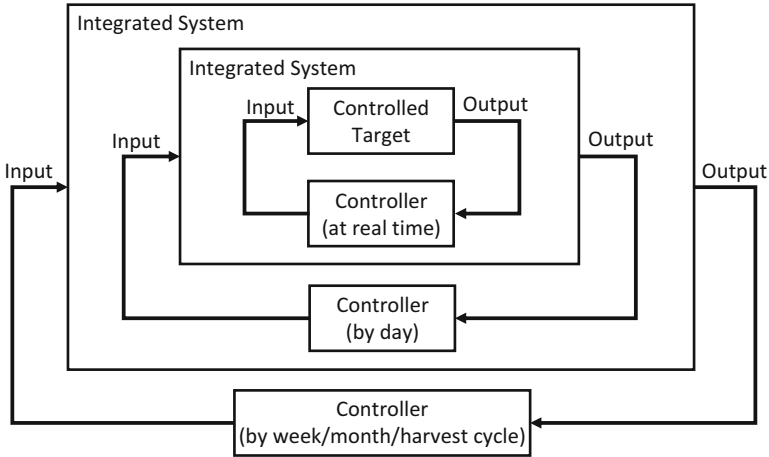 Integrated System
Integrated System
Input
Controlled
Target
Output
Input
Output
Input
Output
Controller
(at real time)
Controller
(by day)
Controller
(by week/month/harvest cycle)